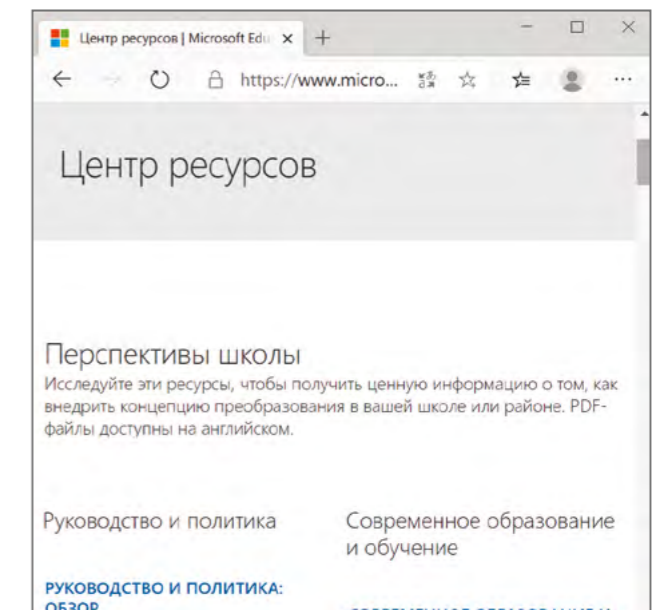 Центр ресурсов | Microsoft Edu
https://www.micro...
Центр ресурсов
Перспективы школы
Исследуйте эти ресурсы, чтобы получить ценную информацию о том, как
внедрить концепцию преобразования в вашей школе или районе. PDF-
файлы доступны на английском.
Руководство и политика
Современное образование
и обучение
РУКОВОДСТВО И ПОЛИТИКА:
ОБЗОР